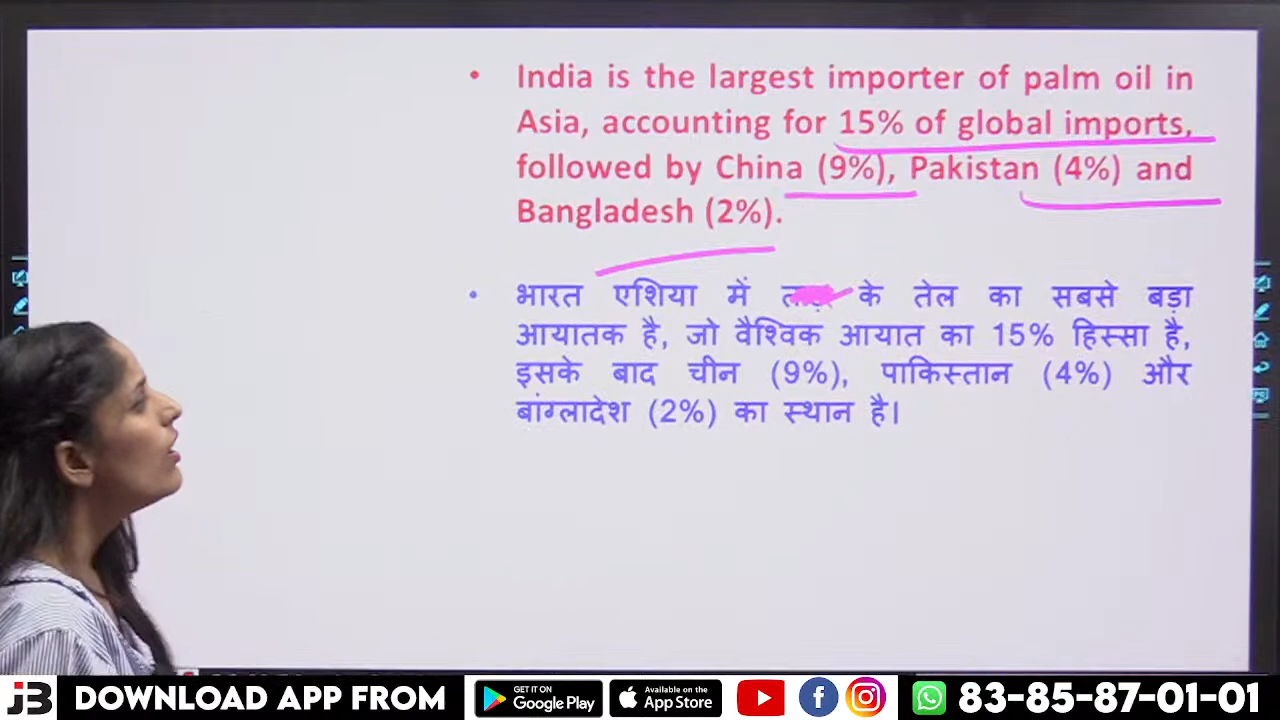 India is the largest importer of palm oil in
Asia, accounting for 15% of global imports,
followed by China (9%), Pakistan (4%) and
Bangladesh (2%).
भारत एशिया में के तेल का सबसे बड़ा
आयातक है, जो वैश्विक आयात का 15% हिस्सा है,
इसके बाद चीन (9%), पाकिस्तान (4%) और
बांग्लादेश (2%) का स्थान है।
JB DOWNLOAD APP FROM GET IT ON Google Play Available on the App Store 83-85-87-01-01